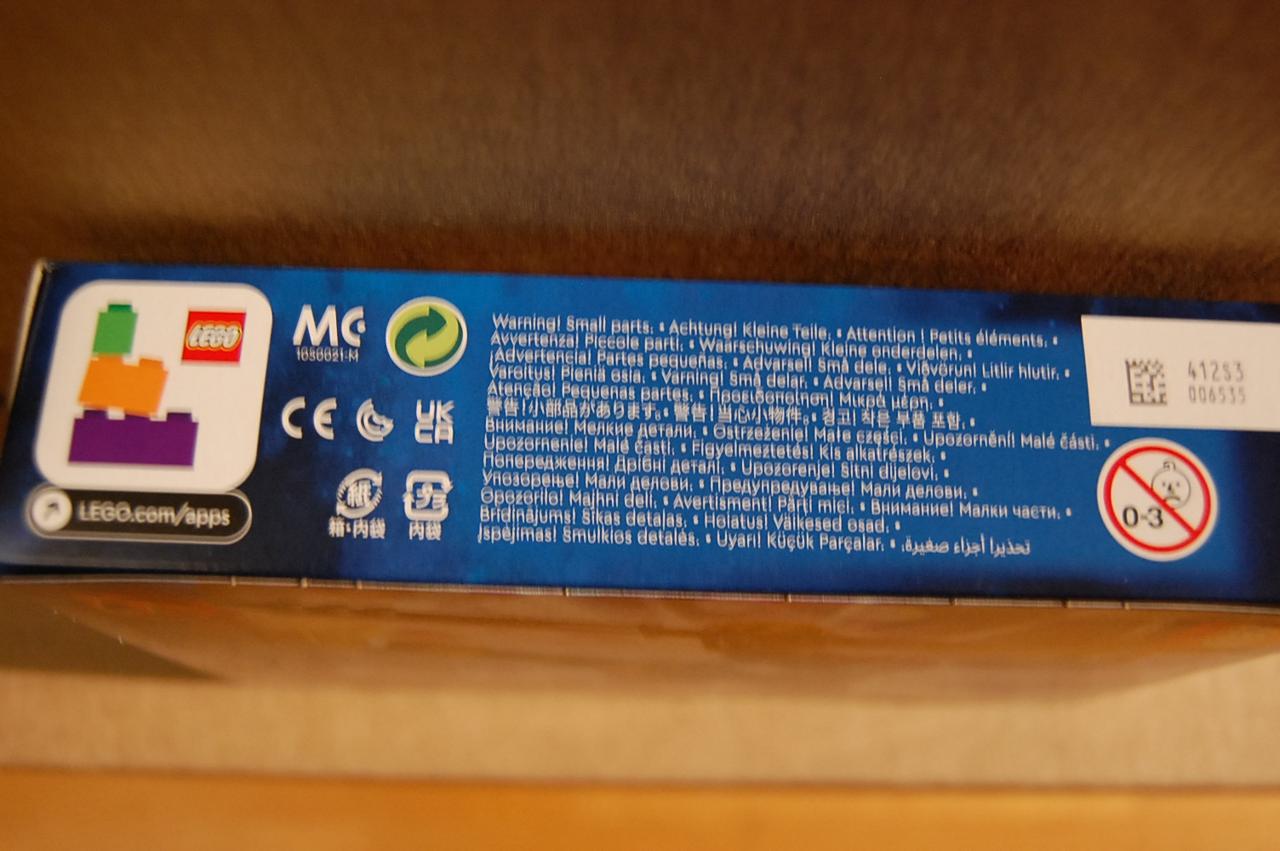 LEGO
LEGO.com/apps
MC
1050021-M
CE
UK
CA
紙
箱・内袋
プラ
内袋
Warning! Small parts. • Achtung! Kleine Teile. • Attention ! Petits éléments. •
Avvertenza! Piccole parti. • Waarschuwing! Kleine onderdelen. •
¡Advertencia! Partes pequeñas. • Advarsel! Små dele. • Viðvörun! Litlir hlutir. •
Varoitus! Pieniä osia. • Varning! Små delar. • Advarsel! Små deler. •
Atenção! Pequenas partes. • Προειδοποίηση! Μικρά μέρη. •
警告！小部品があります。• 警告！当心小物件。• 경고! 작은 부품 포함. •
Внимание! Мелкие детали. • Ostrzeżenie! Małe części. • Upozornění! Malé části. •
Upozornenie! Malé časti. • Figyelmeztetés! Kis alkatrészek. •
Попередження! Дрібні деталі. • Upozorenje! Sitni dijelovi. •
Упозорење! Мали делови. • Предупредување! Мали делови. •
Opozorilo! Majhni deli. • Avertisment! Părți mici. • Внимание! Малки части. •
Brīdinājums! Sīkas detaļas. • Hoiatus! Väikesed osad. •
Įspėjimas! Smulkios detalės. • Uyarı! Küçük Parçalar. • تحذير! أجزاء صغيرة.
412S3
006535
0-3